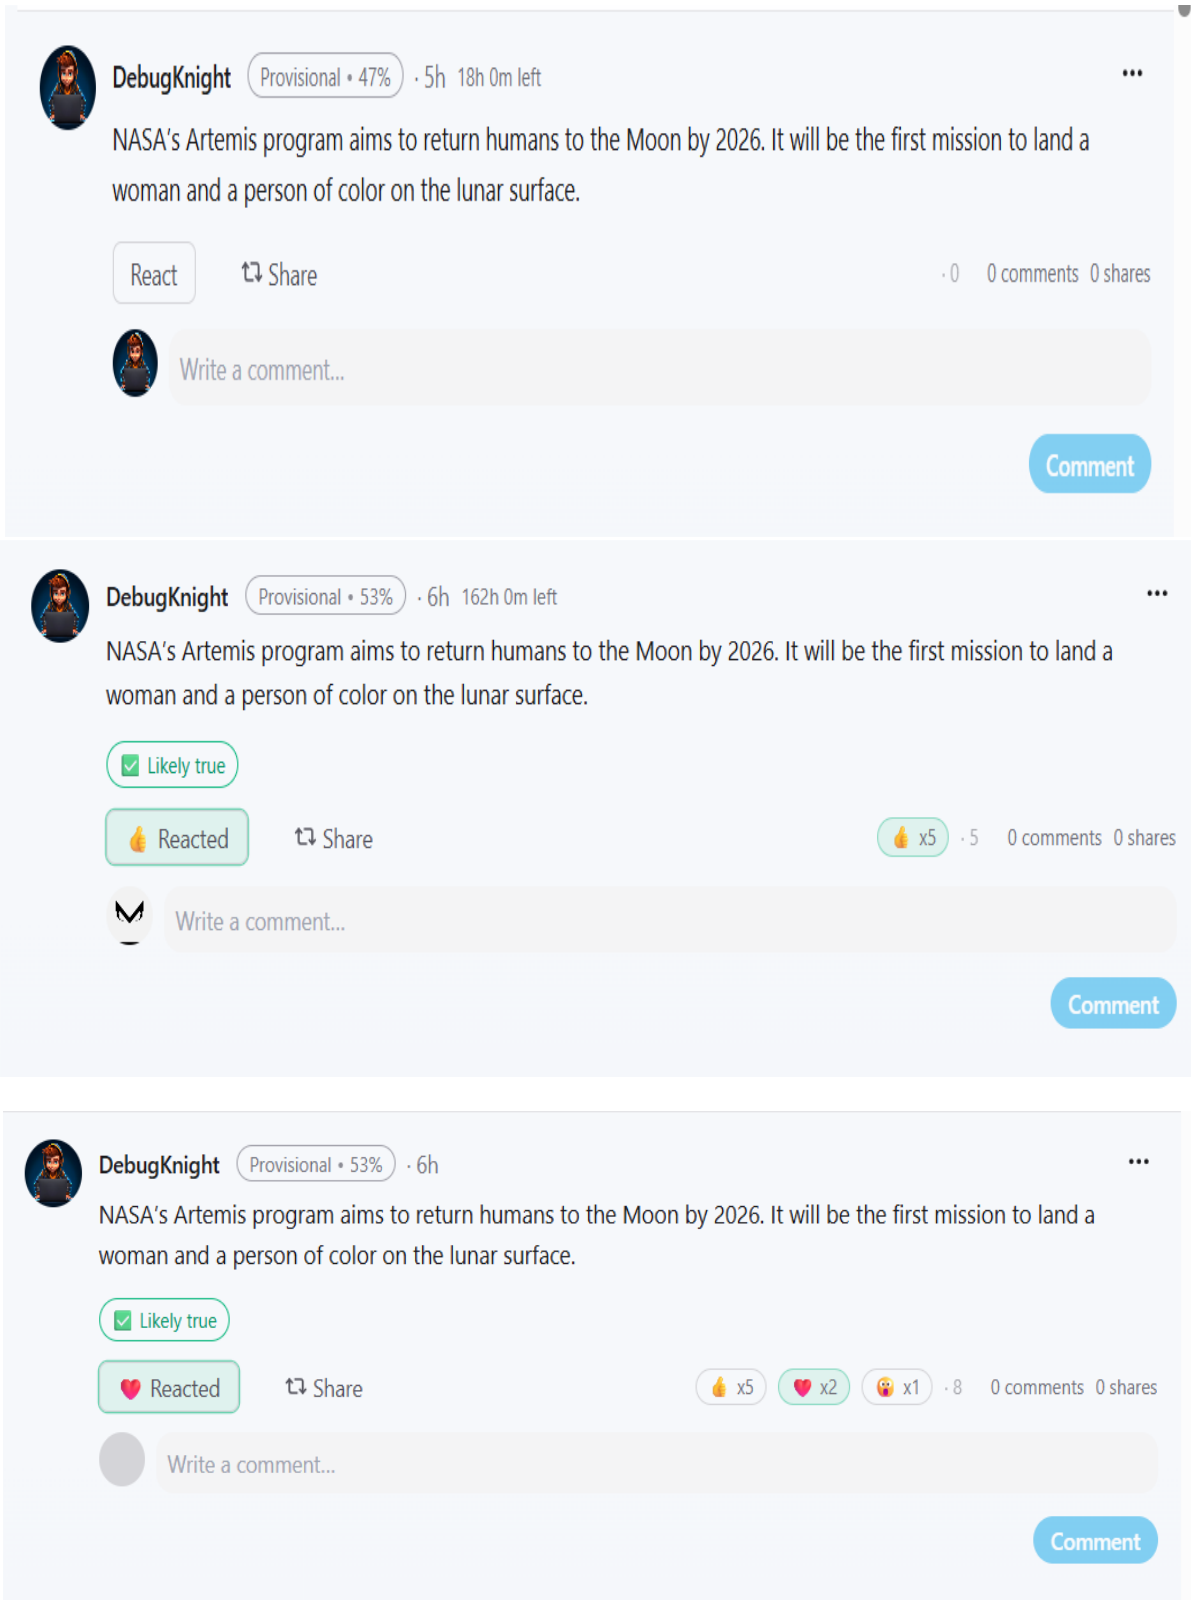 DebugKnight Provisional • 47% · 5h 18h 0m left
NASA's Artemis program aims to return humans to the Moon by 2026. It will be the first mission to land a
woman and a person of color on the lunar surface.
React Share · 0 0 comments 0 shares
Write a comment...
Comment
DebugKnight Provisional • 53% · 6h 162h 0m left
NASA's Artemis program aims to return humans to the Moon by 2026. It will be the first mission to land a
woman and a person of color on the lunar surface.
Likely true
Reacted Share x5 · 5 0 comments 0 shares
Write a comment...
Comment
DebugKnight Provisional • 53% · 6h
NASA's Artemis program aims to return humans to the Moon by 2026. It will be the first mission to land a
woman and a person of color on the lunar surface.
Likely true
Reacted Share x5 x2 x1 · 8 0 comments 0 shares
Write a comment...
Comment